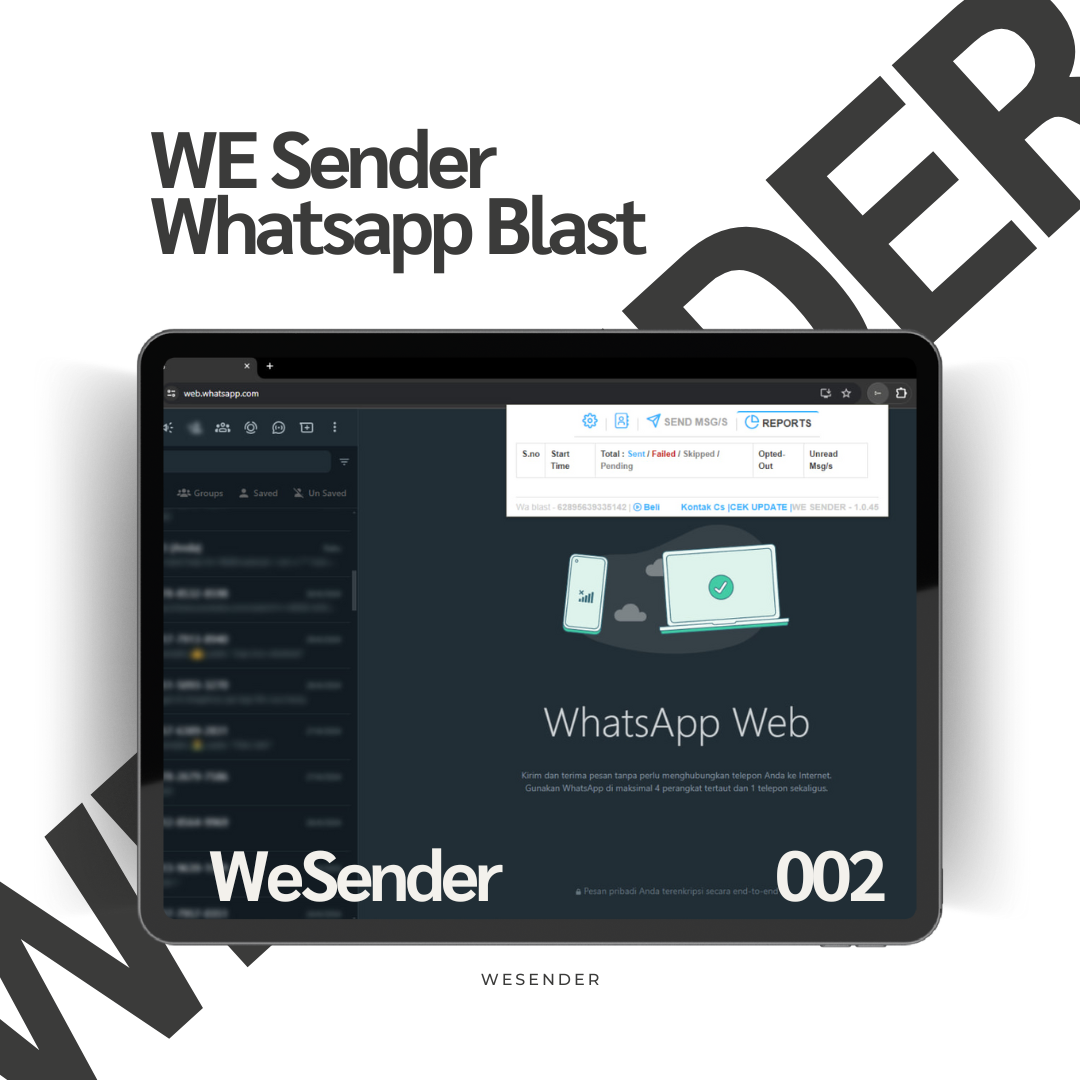 DER
WE Sender
Whatsapp Blast
web.whatsapp.com
SEND MSG/S
REPORTS
S.no
Start Time
Total : Sent / Failed / Skipped / Pending
Opted-Out
Unread Msg/s
Wa blast - 62895639335142 | Beli
Kontak Cs |CEK UPDATE |WE SENDER - 1.0.45
Groups
Saved
Un Saved
WhatsApp Web
Kirim dan terima pesan tanpa perlu menghubungkan telepon Anda ke Internet.
Gunakan WhatsApp di maksimal 4 perangkat tertaut dan 1 telepon sekaligus.
WeSender
Pesan pribadi Anda terenkripsi secara end-to-end
002
W
WESENDER